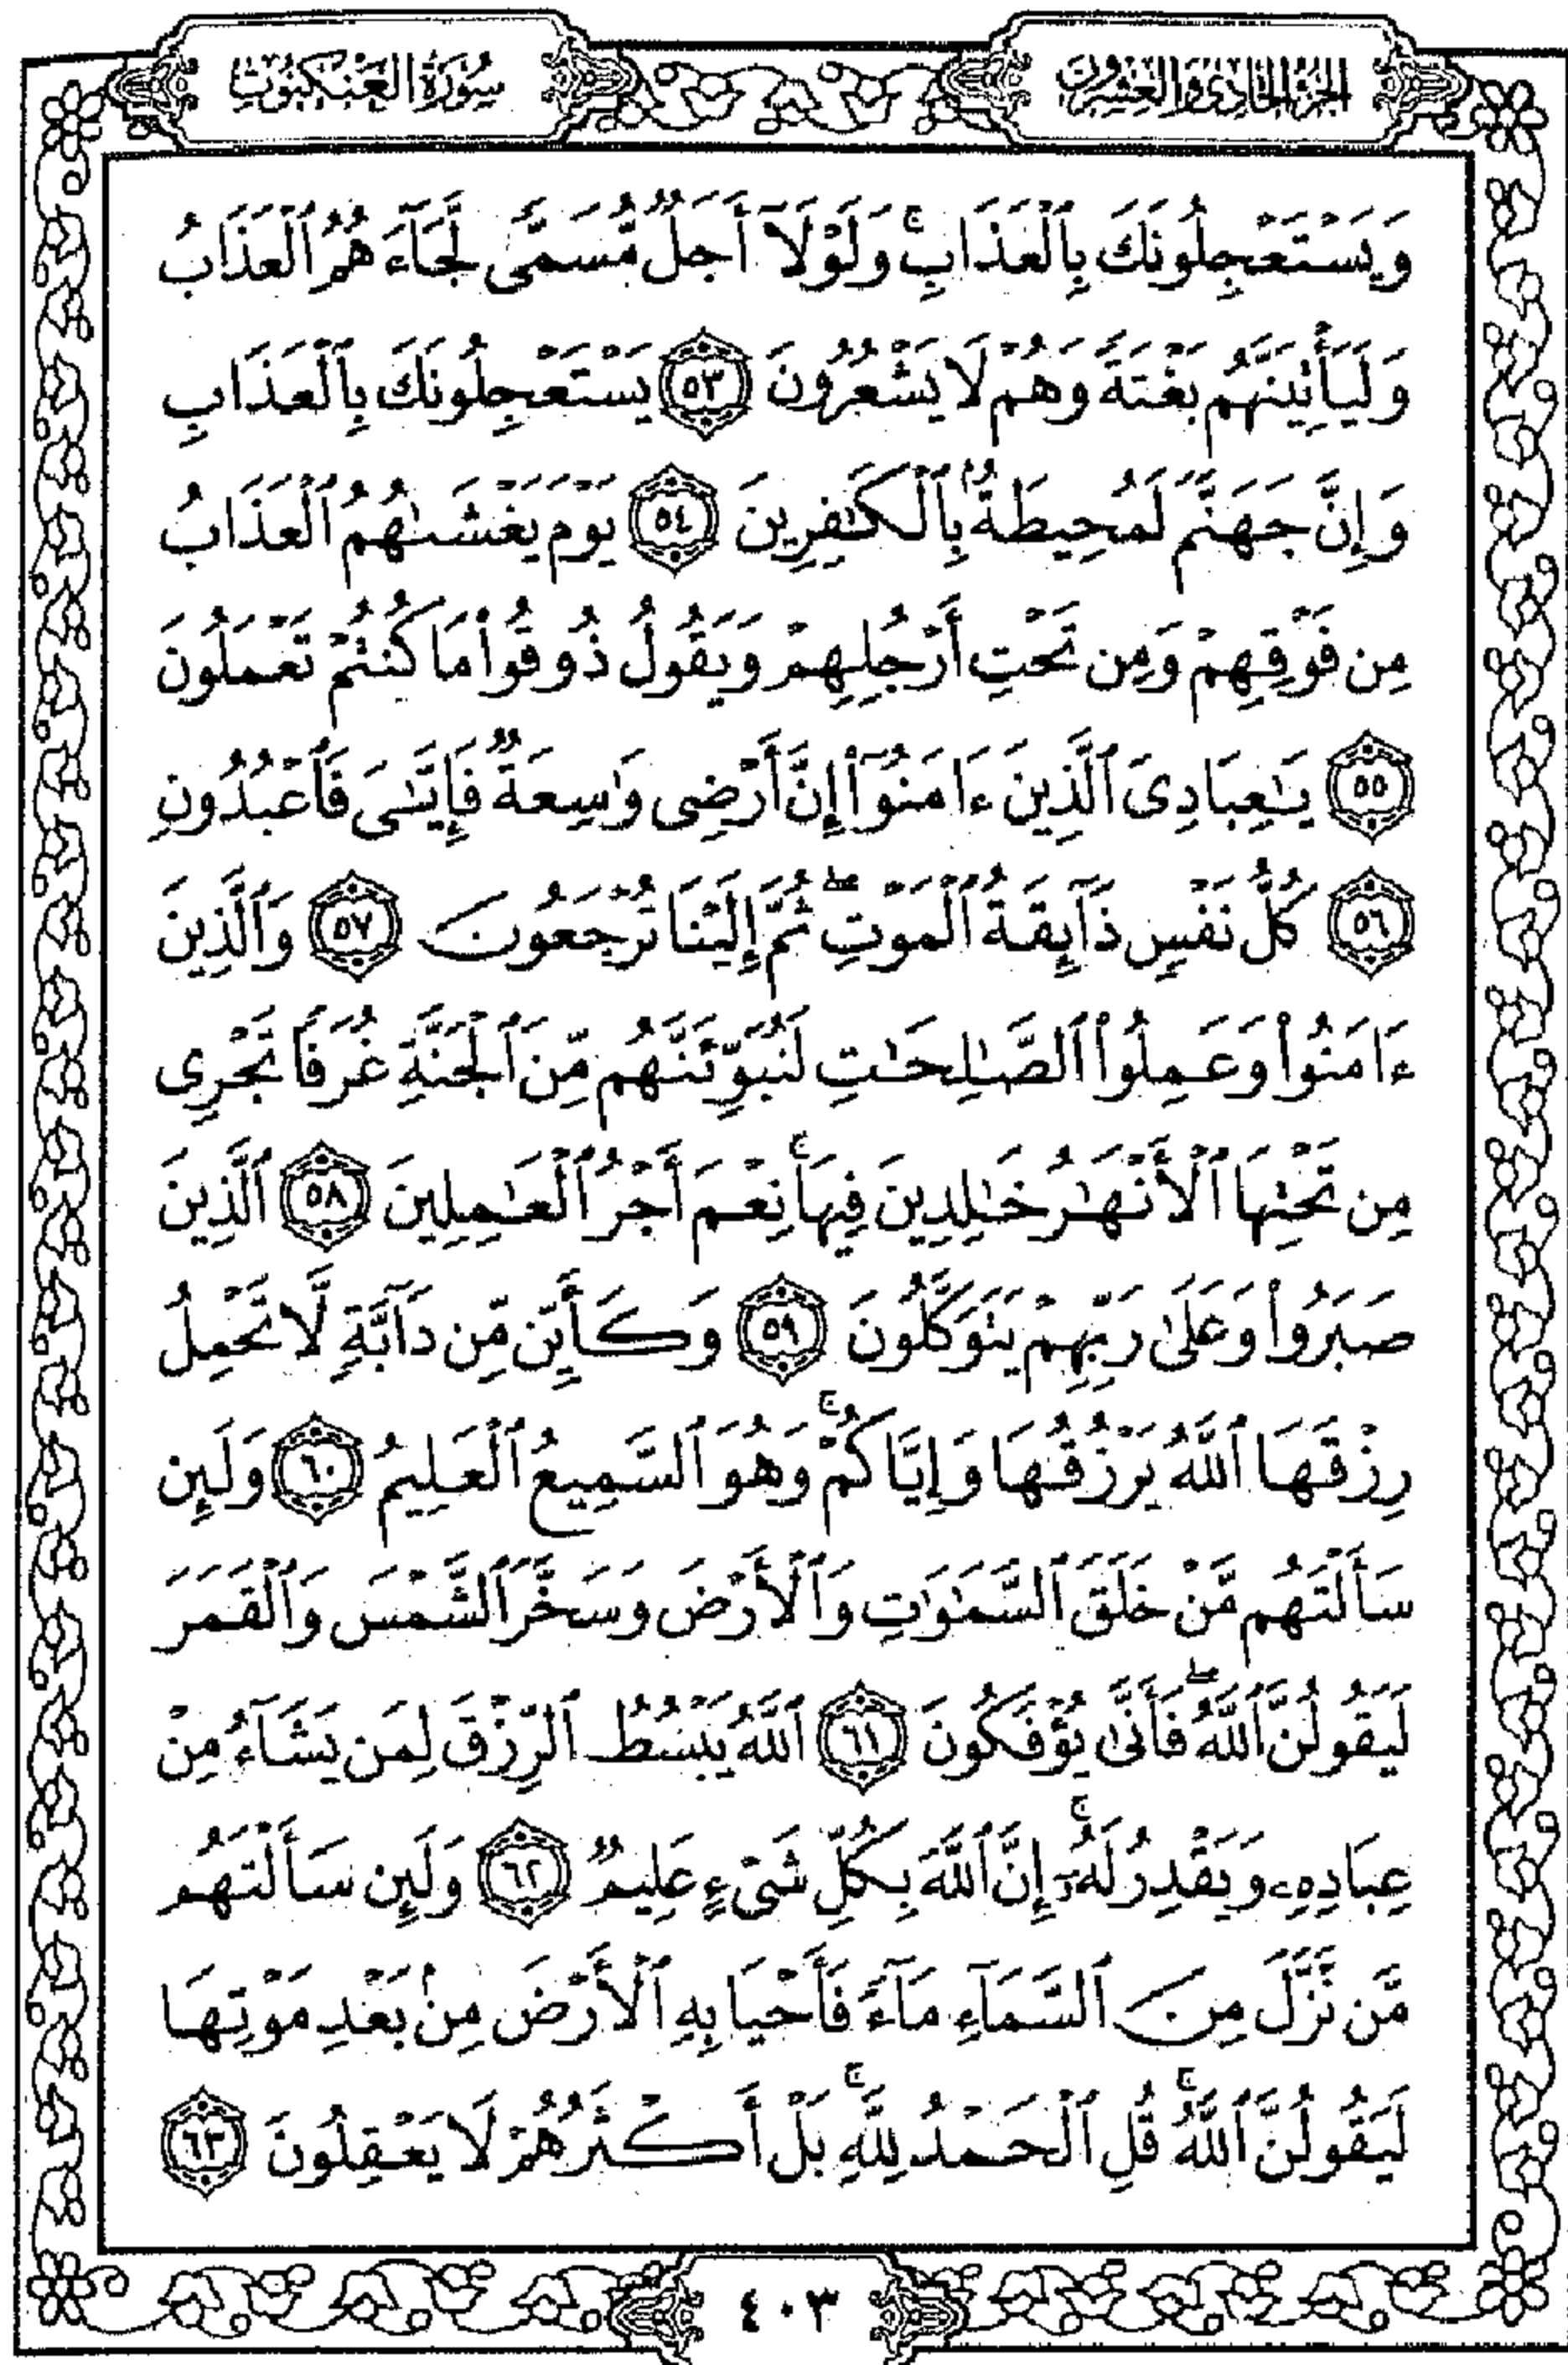 الجزء الحادي والعشرون
سورة العنكبوت
وَيَسْتَعْجِلُونَكَ بِٱلْعَذَابِ ۚ وَلَوْلَآ أَجَلٌ مُّسَمًّى لَّجَآءَهُمُ ٱلْعَذَابُ
وَلَيَأْتِيَنَّهُم بَغْتَةً وَهُمْ لَا يَشْعُرُونَ ٥٣ يَسْتَعْجِلُونَكَ بِٱلْعَذَابِ
وَإِنَّ جَهَنَّمَ لَمُحِيطَةٌۢ بِٱلْكَـٰفِرِينَ ٥٤ يَوْمَ يَغْشَىٰهُمُ ٱلْعَذَابُ
مِن فَوْقِهِمْ وَمِن تَحْتِ أَرْجُلِهِمْ وَيَقُولُ ذُوقُوا۟ مَا كُنتُمْ تَعْمَلُونَ
٥٥ يَـٰعِبَادِىَ ٱلَّذِينَ ءَامَنُوٓا۟ إِنَّ أَرْضِى وَٰسِعَةٌ فَإِيَّـٰىَ فَٱعْبُدُونِ
٥٦ كُلُّ نَفْسٍ ذَآئِقَةُ ٱلْمَوْتِ ۖ ثُمَّ إِلَيْنَا تُرْجَعُونَ ٥٧ وَٱلَّذِينَ
ءَامَنُوا۟ وَعَمِلُوا۟ ٱلصَّـٰلِحَـٰتِ لَنُبَوِّئَنَّهُم مِّنَ ٱلْجَنَّةِ غُرَفًا تَجْرِى
مِن تَحْتِهَا ٱلْأَنْهَـٰرُ خَـٰلِدِينَ فِيهَا ۚ نِعْمَ أَجْرُ ٱلْعَـٰمِلِينَ ٥٨ ٱلَّذِينَ
صَبَرُوا۟ وَعَلَىٰ رَبِّهِمْ يَتَوَكَّلُونَ ٥٩ وَكَأَيِّن مِّن دَآبَّةٍ لَّا تَحْمِلُ
رِزْقَهَا ٱللَّهُ يَرْزُقُهَا وَإِيَّاكُمْ ۚ وَهُوَ ٱلسَّمِيعُ ٱلْعَلِيمُ ٦٠ وَلَئِن
سَأَلْتَهُم مَّنْ خَلَقَ ٱلسَّمَـٰوَٰتِ وَٱلْأَرْضَ وَسَخَّرَ ٱلشَّمْسَ وَٱلْقَمَرَ
لَيَقُولُنَّ ٱللَّهُ ۖ فَأَنَّىٰ يُؤْفَكُونَ ٦١ ٱللَّهُ يَبْسُطُ ٱلرِّزْقَ لِمَن يَشَآءُ مِنْ
عِبَادِهِۦ وَيَقْدِرُ لَهُۥٓ ۚ إِنَّ ٱللَّهَ بِكُلِّ شَىْءٍ عَلِيمٌ ٦٢ وَلَئِن سَأَلْتَهُم
مَّن نَّزَّلَ مِنَ ٱلسَّمَآءِ مَآءً فَأَحْيَا بِهِ ٱلْأَرْضَ مِنۢ بَعْدِ مَوْتِهَا
لَيَقُولُنَّ ٱللَّهُ ۚ قُلِ ٱلْحَمْدُ لِلَّهِ ۚ بَلْ أَكْثَرُهُمْ لَا يَعْقِلُونَ ٦٣
٤٠٣